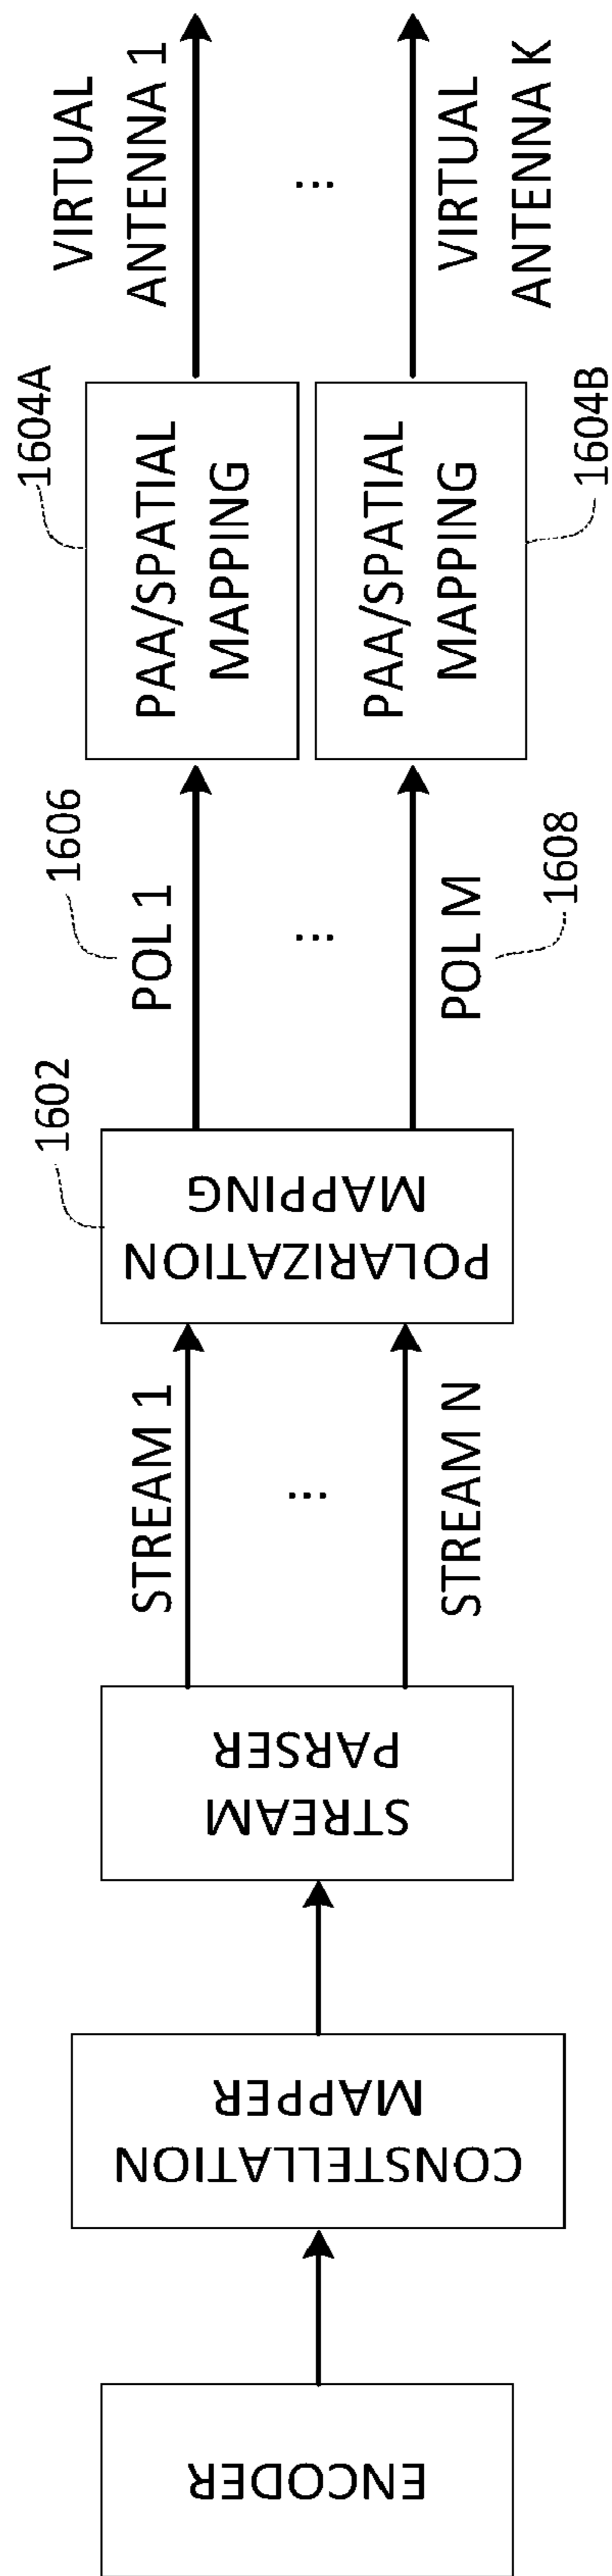 ENCODER
CONSTELLATION
MAPPER
STREAM
PARSER
STREAM 1
...
STREAM N
1602
POLARIZATION
MAPPING
POL 1
1606
...
POL M
1608
1604A
PAA/SPATIAL
MAPPING
PAA/SPATIAL
MAPPING
1604B
VIRTUAL
ANTENNA 1
...
VIRTUAL
ANTENNA K